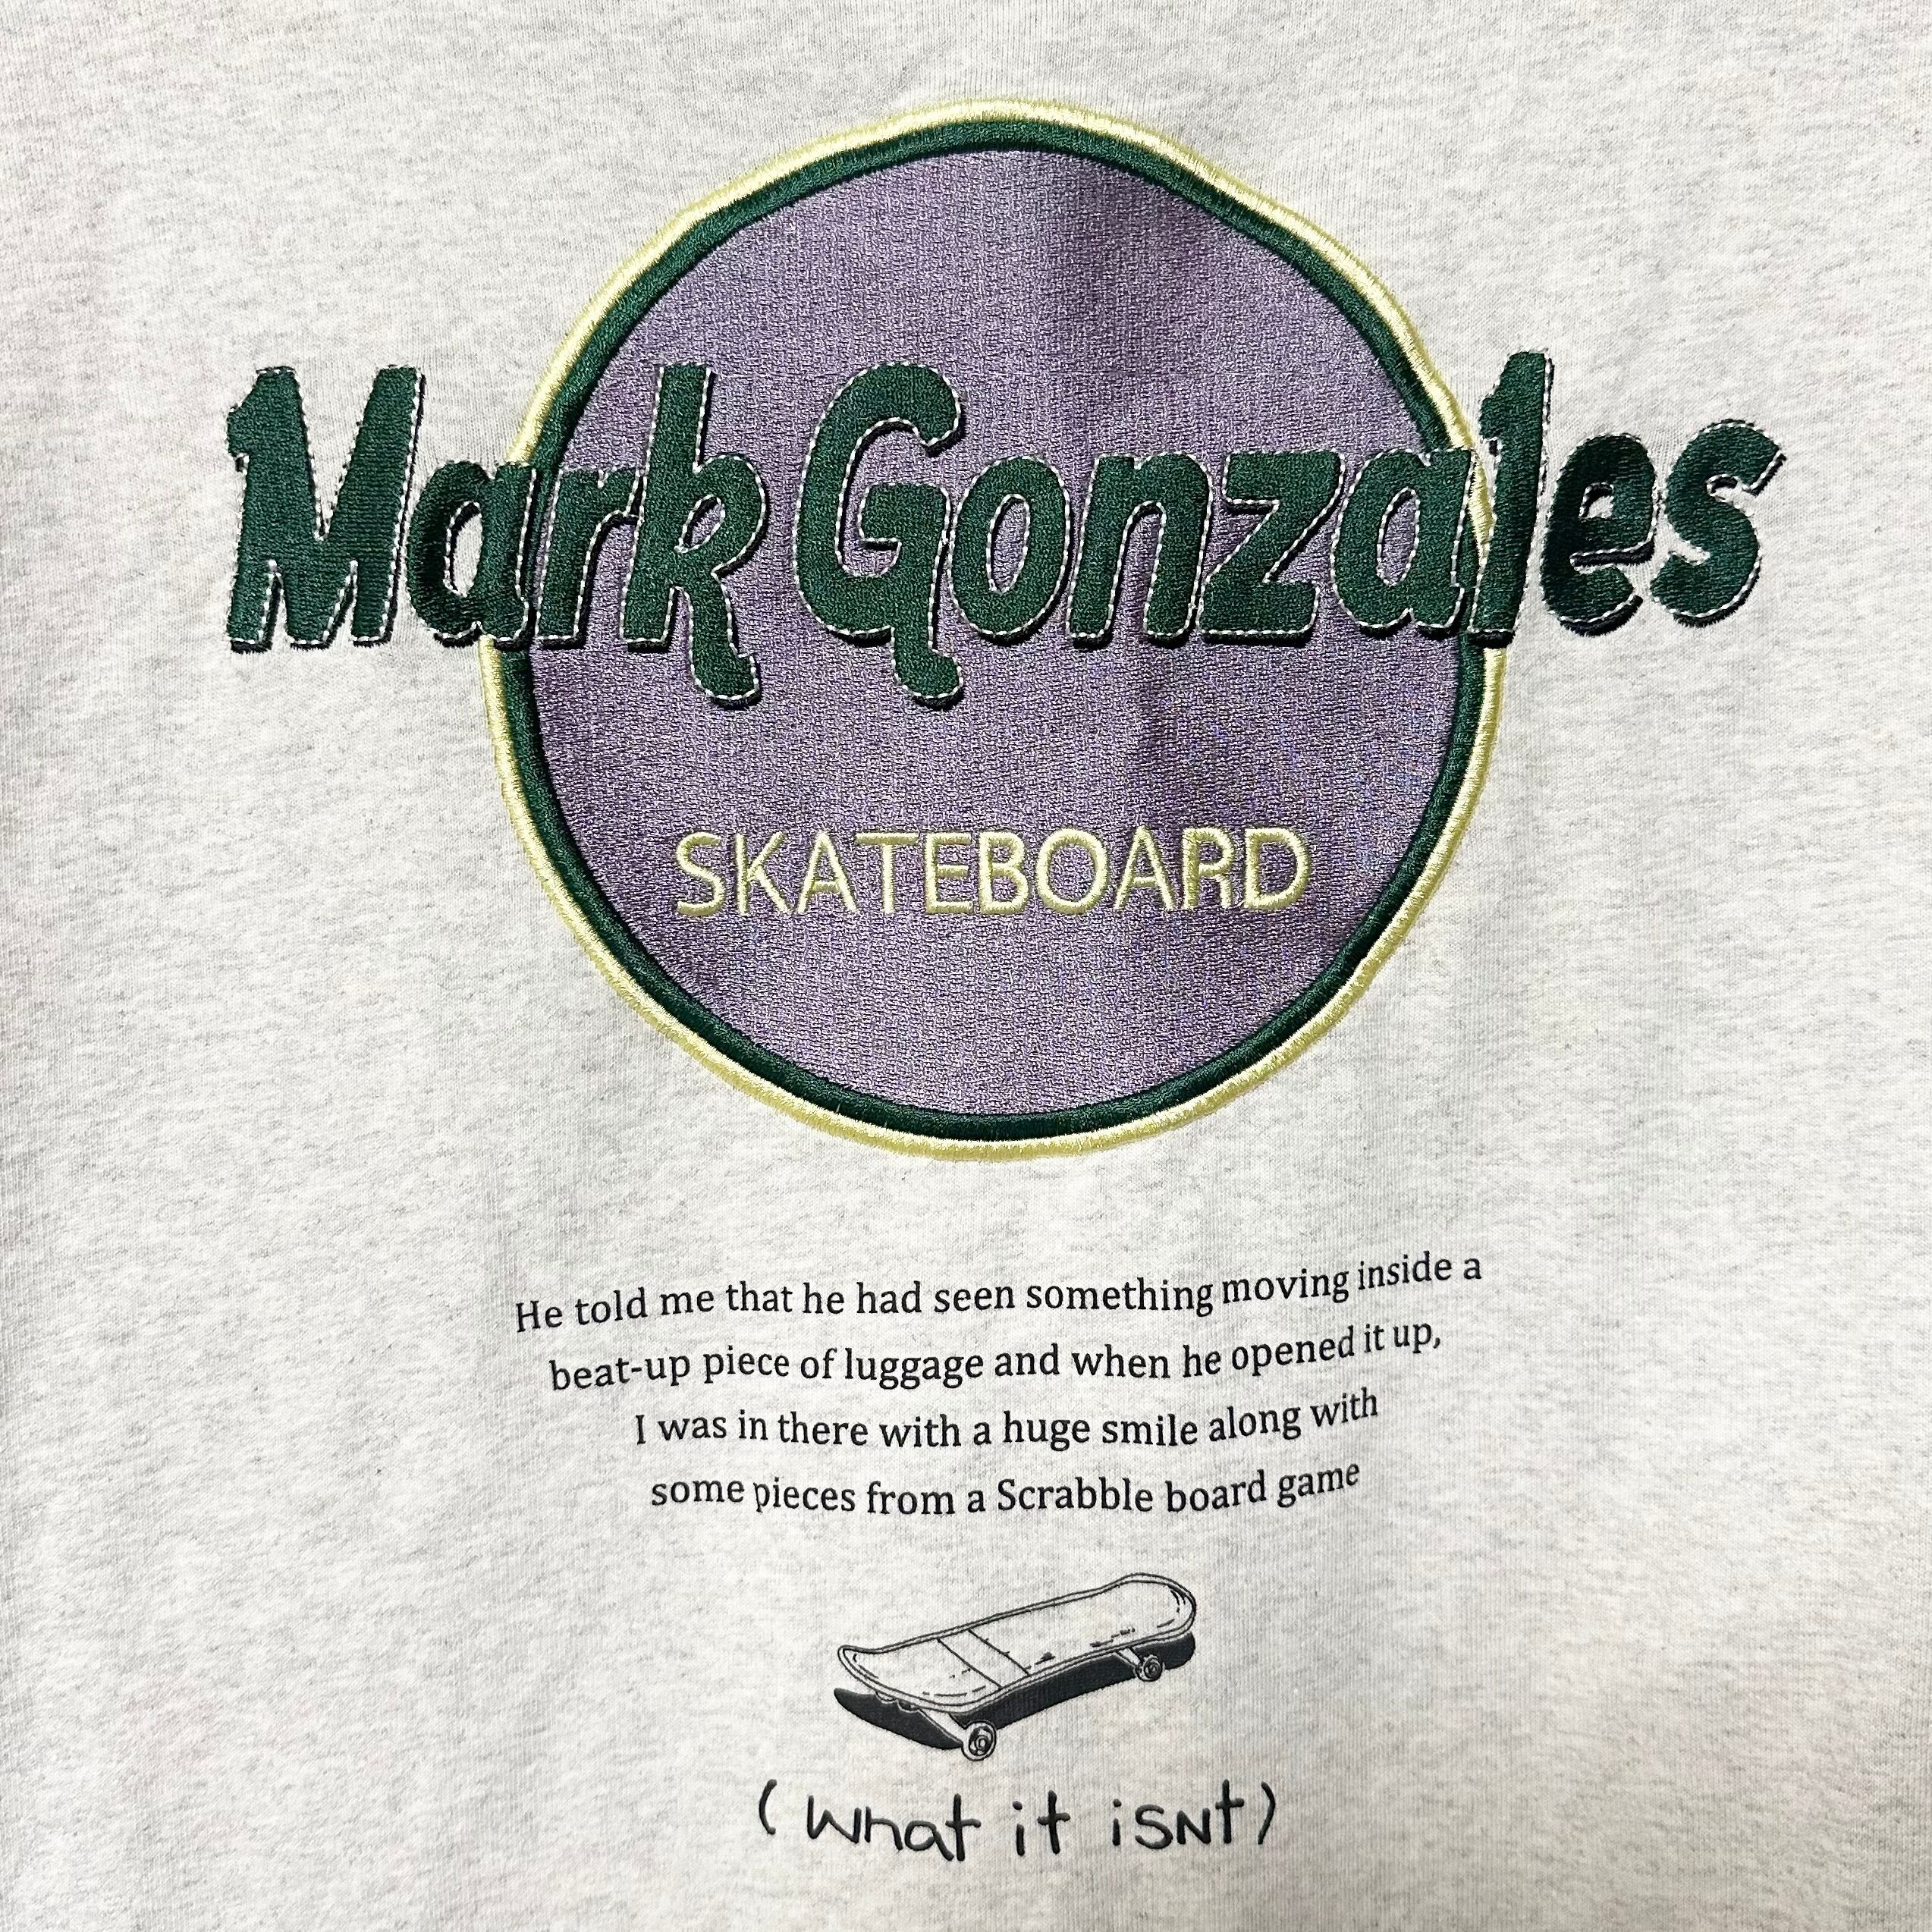 Mark Gonzales
SKATEBOARD
He told me that he had seen something moving inside a
beat-up piece of luggage and when he opened it up,
I was in there with a huge smile along with
some pieces from a Scrabble board game
(what it isNt)